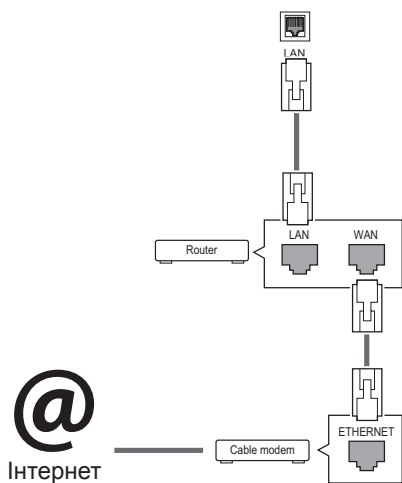 LAN
LAN
WAN
Router
ETHERNET
@
Cable modem
Інтернет